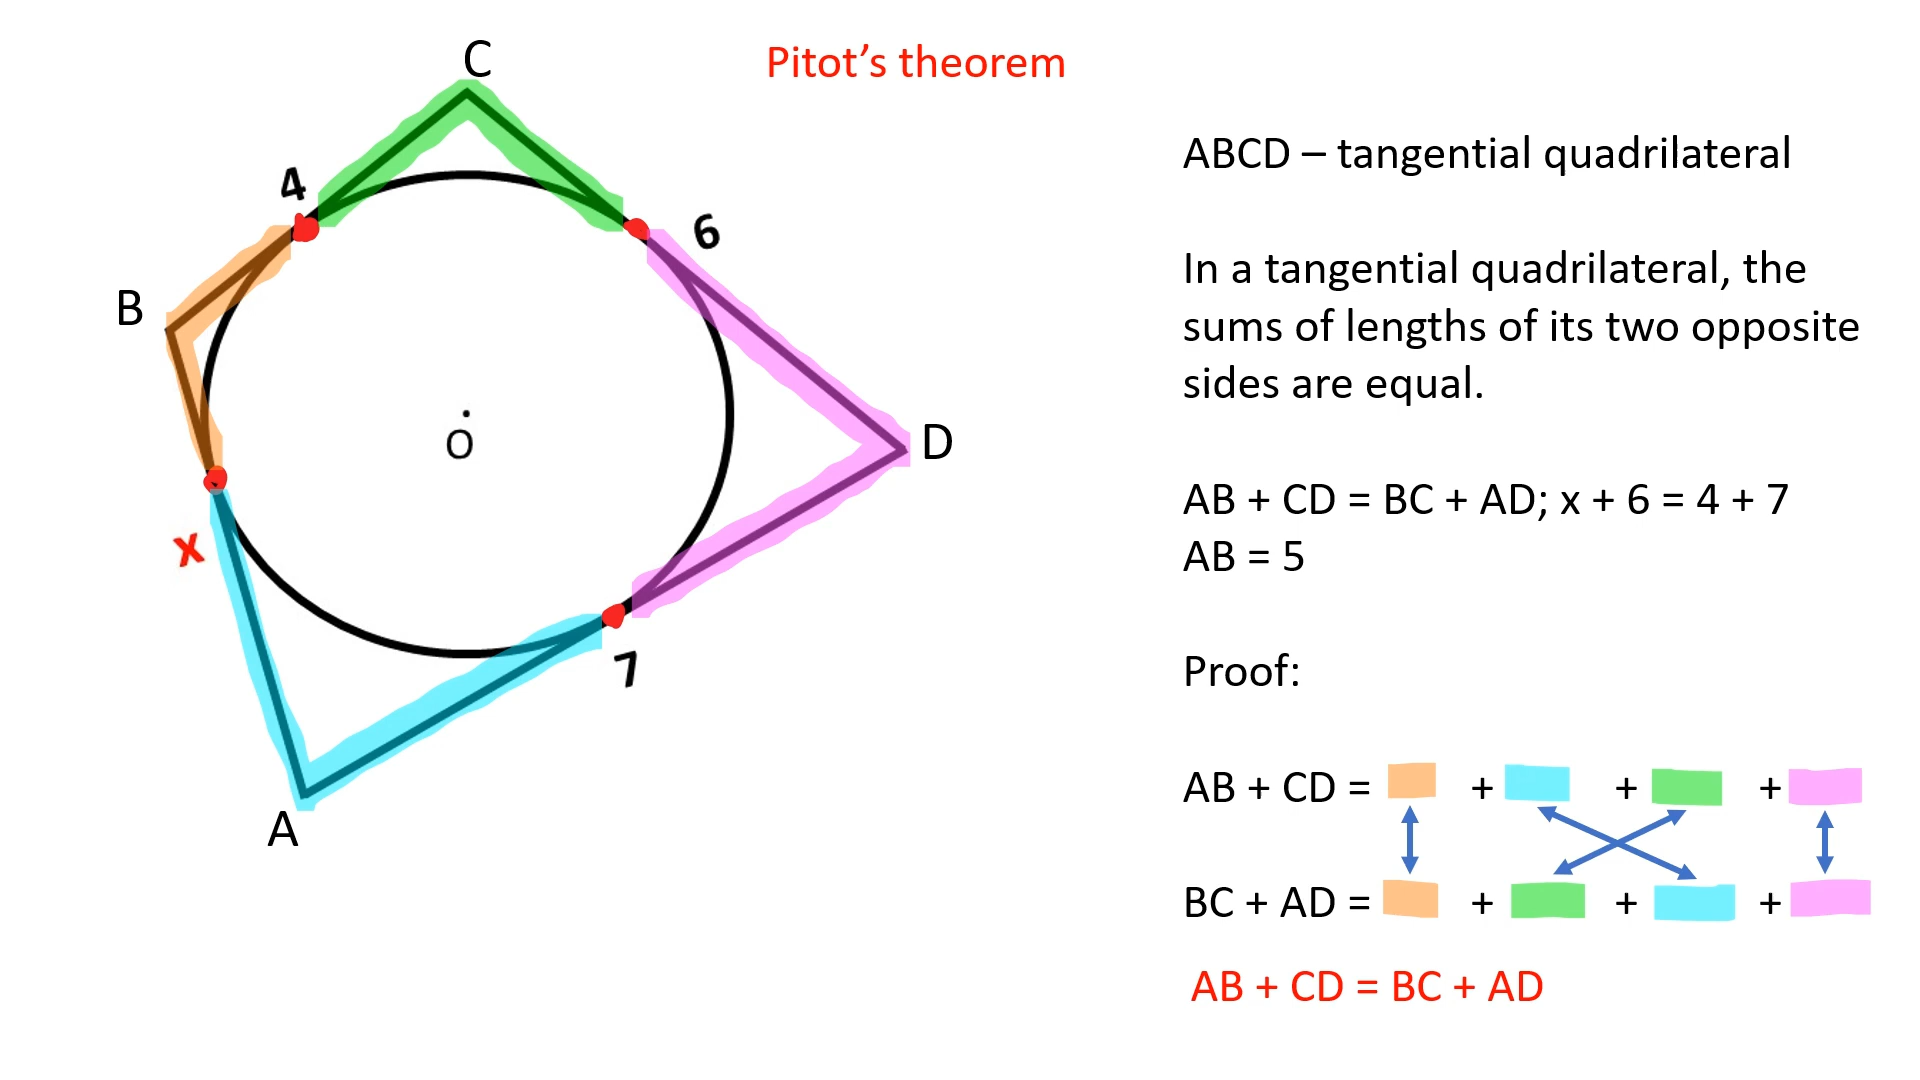 Pitot's theorem
C
4
6
B
D
O
x
7
A
ABCD – tangential quadrilateral
In a tangential quadrilateral, the
sums of lengths of its two opposite
sides are equal.
AB + CD = BC + AD; x + 6 = 4 + 7
AB = 5
Proof:
AB + CD = + + +
BC + AD = + + +
AB + CD = BC + AD